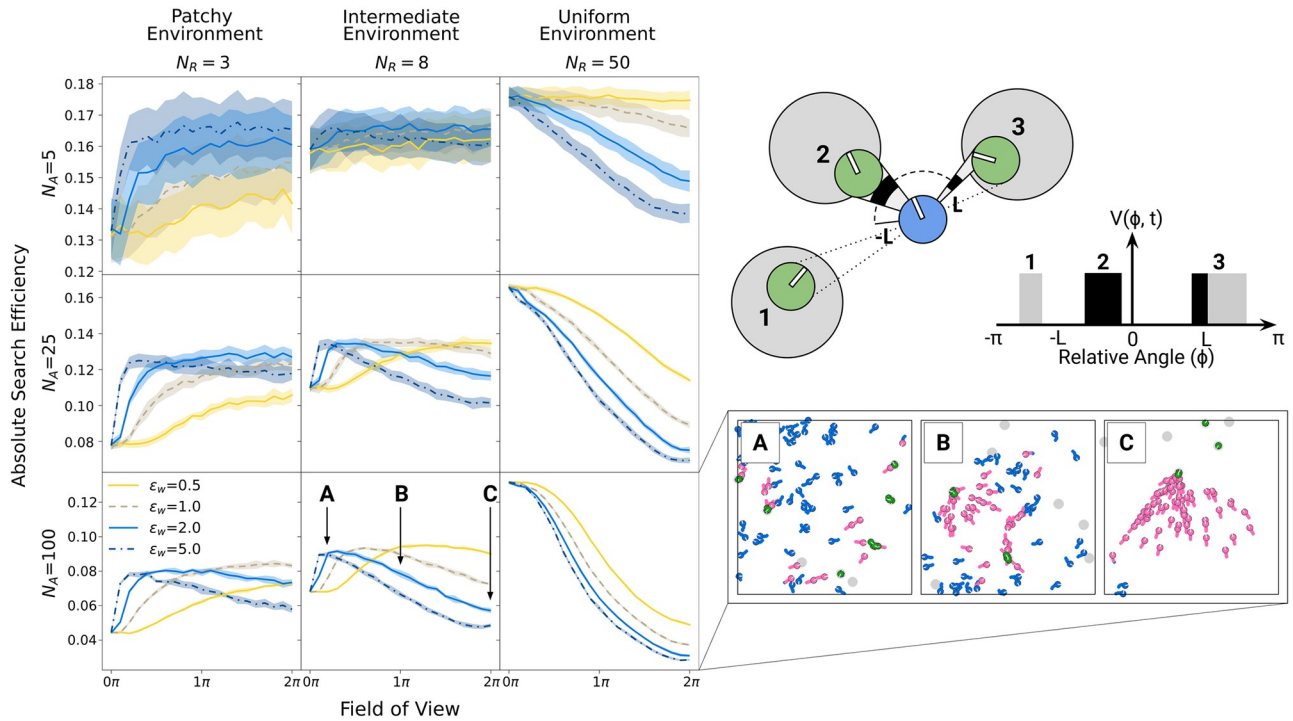 Patchy
Environment
N_R = 3
Intermediate
Environment
N_R = 8
Uniform
Environment
N_R = 50
Absolute Search Efficiency
N_A=5
0.18
0.17
0.16
0.15
0.14
0.13
0.12
N_A=25
0.16
0.14
0.12
0.10
0.08
N_A=100
0.12
0.10
0.08
0.06
0.04
ε_w=0.5
ε_w=1.0
ε_w=2.0
ε_w=5.0
A
B
C
0π
1π
2π
0π
1π
2π
0π
1π
2π
Field of View
1
2
3
-L
L
V(ϕ, t)
1
2
3
-π
-L
0
L
π
Relative Angle (ϕ)
A
B
C